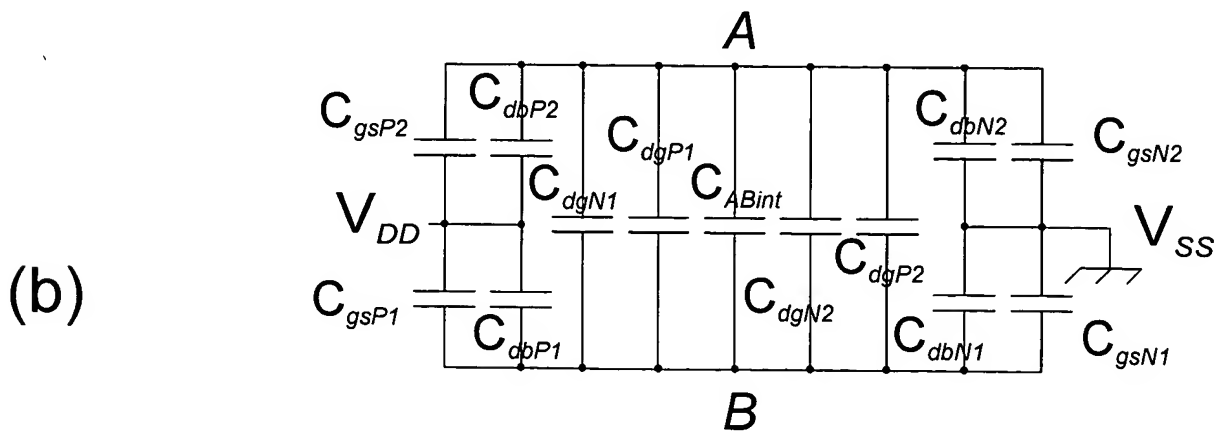 A
C_gsP2
C_dbP2
C_dgN1
C_dgP1
C_ABint
C_dbN2
C_gsN2
V_DD
V_SS
(b)
C_gsP1
C_dbP1
C_dgN2
C_dgP2
C_dbN1
C_gsN1
B